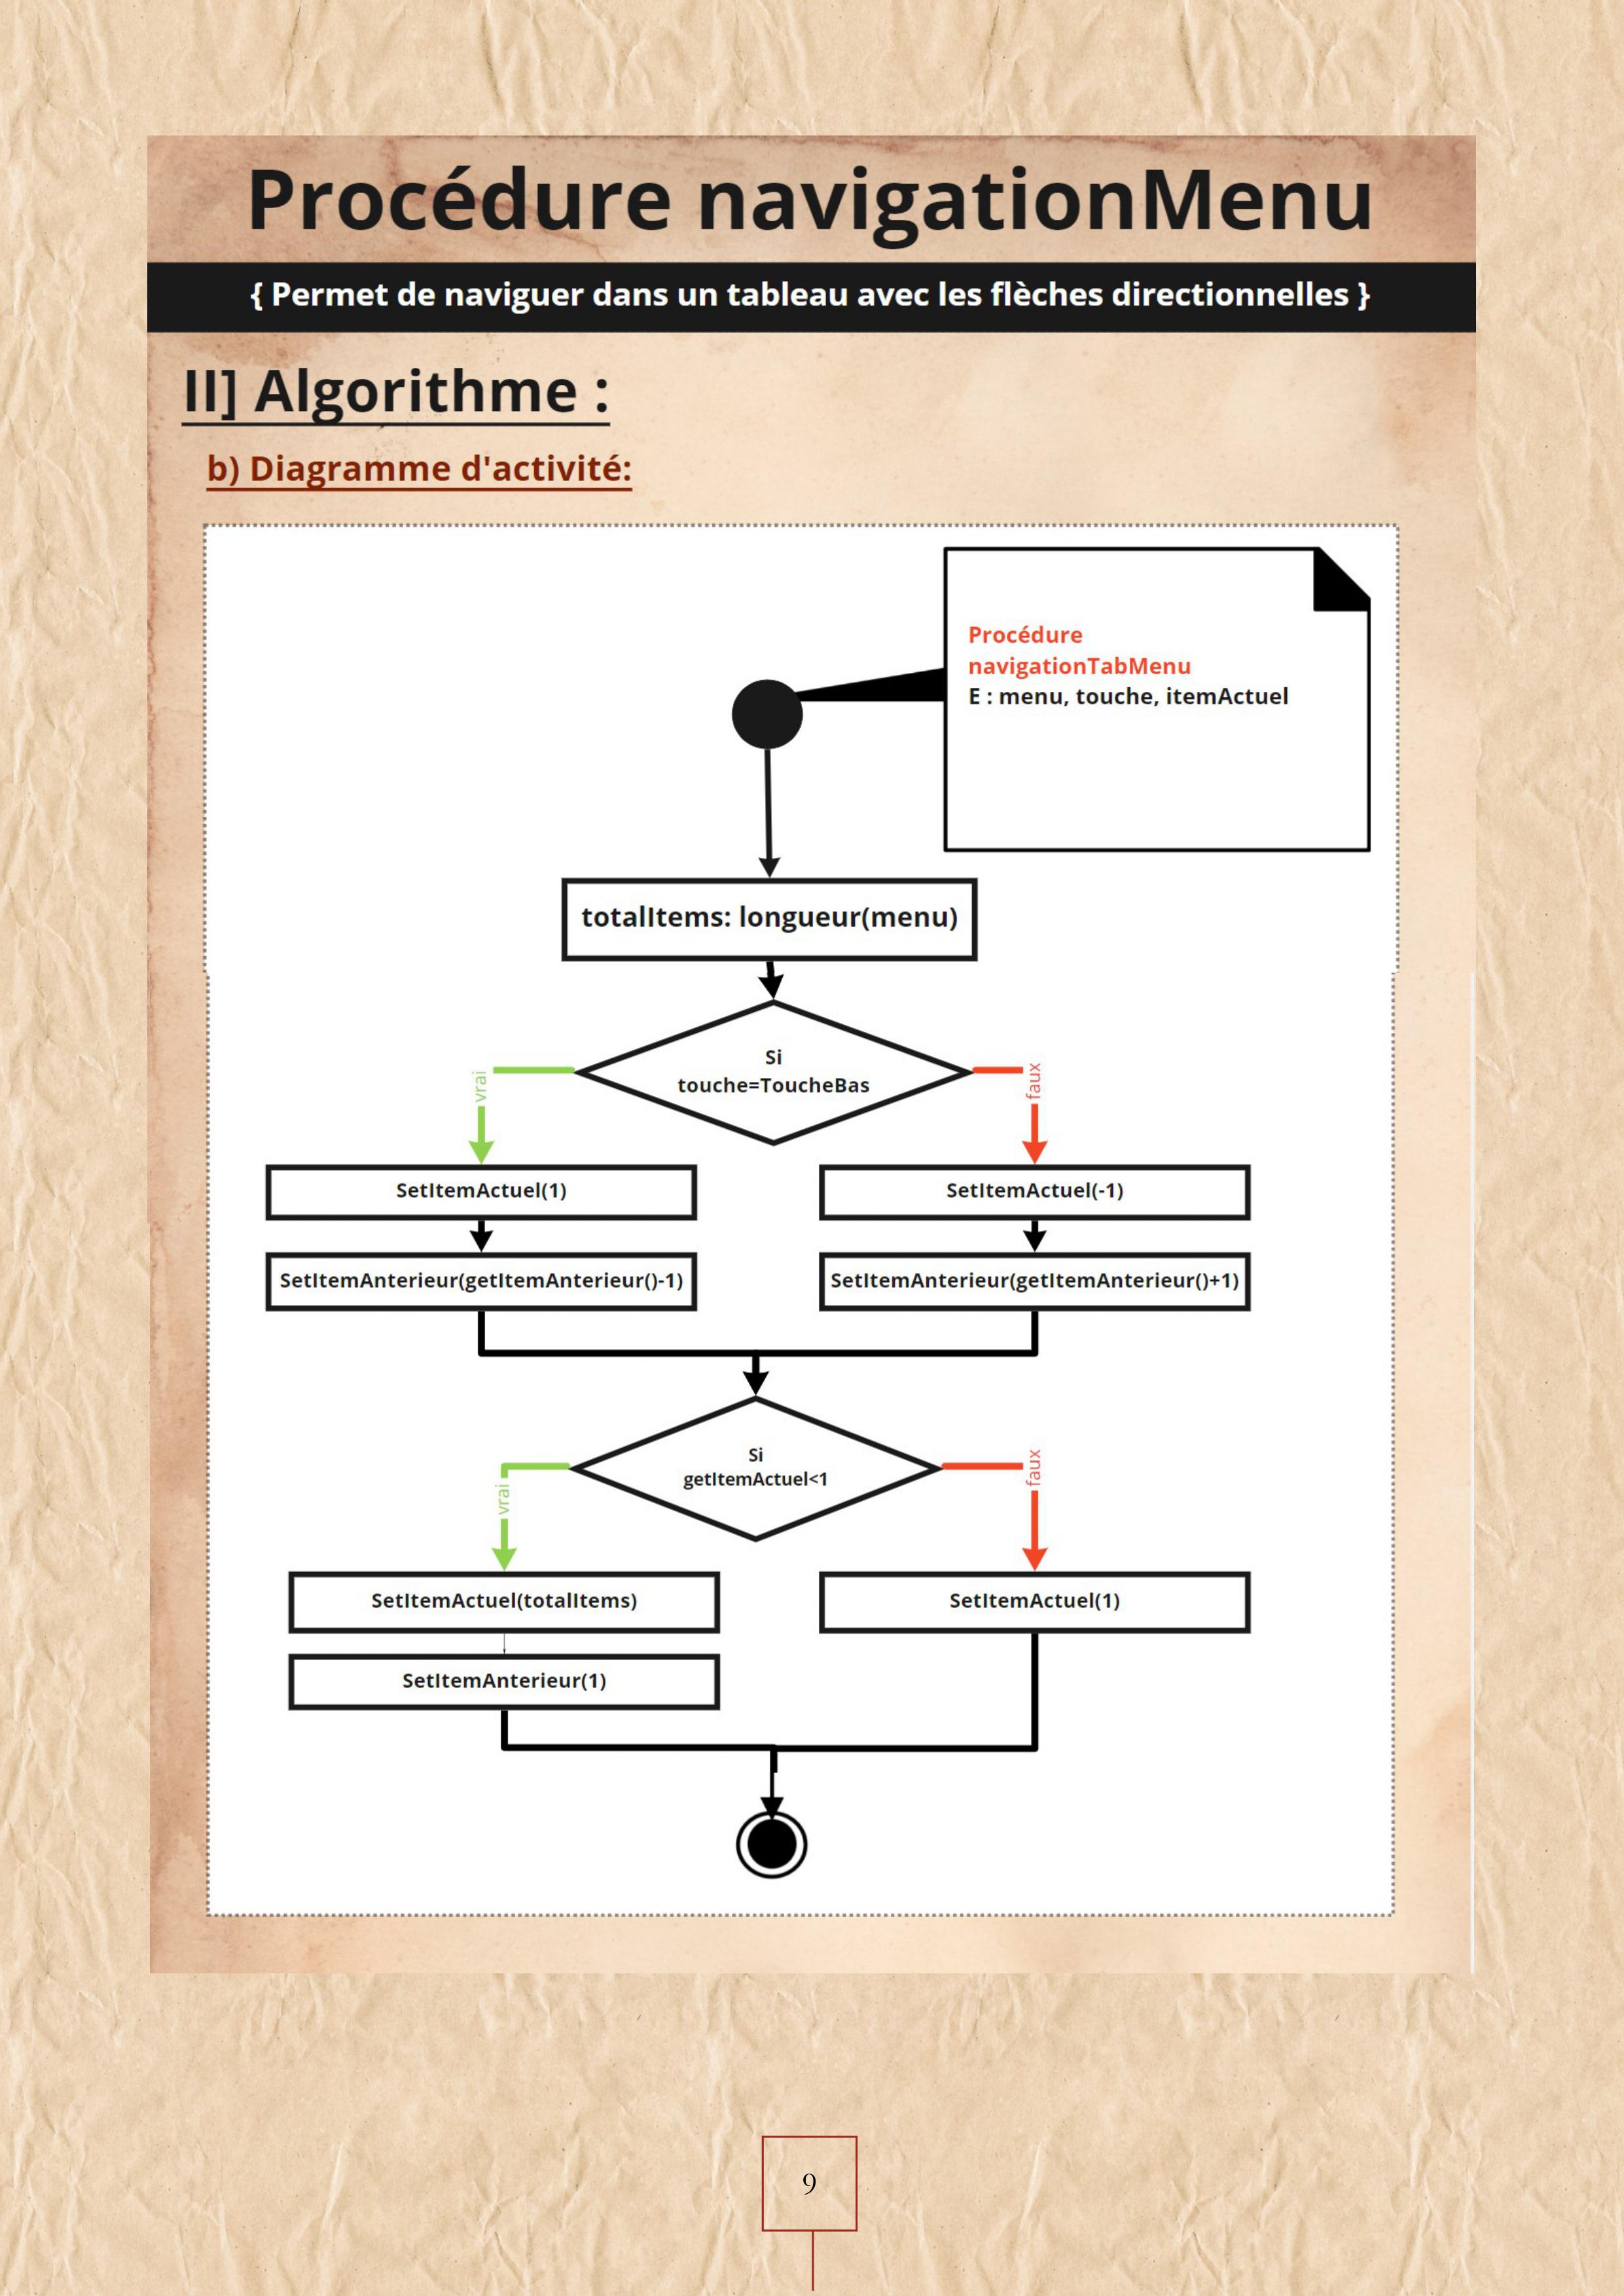 Procédure navigationMenu
{ Permet de naviguer dans un tableau avec les flèches directionnelles }
II] Algorithme :
b) Diagramme d'activité:
Procédure
navigationTabMenu
E : menu, touche, itemActuel
totalItems: longueur(menu)
Si
touche=ToucheBas
vrai
faux
SetItemActuel(1)
SetItemActuel(-1)
SetItemAnterieur(getItemAnterieur()-1)
SetItemAnterieur(getItemAnterieur()+1)
Si
getItemActuel<1
vrai
faux
SetItemActuel(totalItems)
SetItemActuel(1)
SetItemAnterieur(1)
9